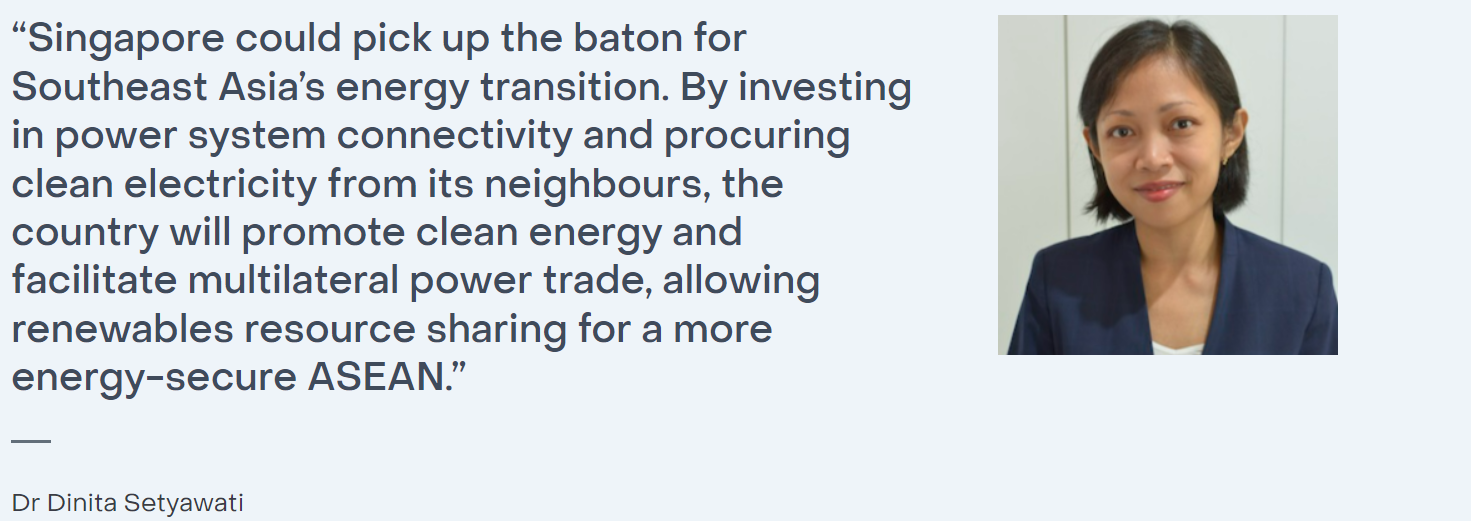 “Singapore could pick up the baton for
Southeast Asia’s energy transition. By investing
in power system connectivity and procuring
clean electricity from its neighbours, the
country will promote clean energy and
facilitate multilateral power trade, allowing
renewables resource sharing for a more
energy-secure ASEAN.”
Dr Dinita Setyawati